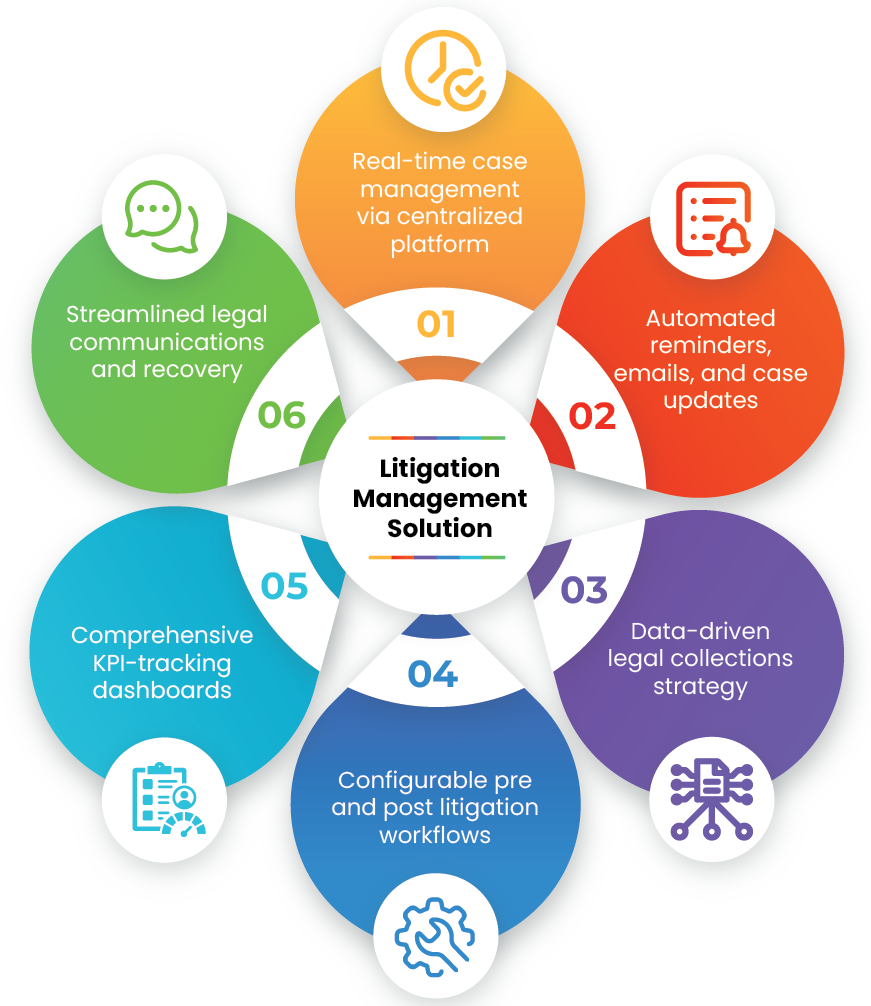 Real-time case
management
via centralized
platform
01
Automated
reminders,
emails, and case
updates
02
03
Data-driven
legal collections
strategy
04
Configurable pre
and post litigation
workflows
05
Comprehensive
KPI-tracking
dashboards
Streamlined legal
communications
and recovery
06
Litigation
Management
Solution